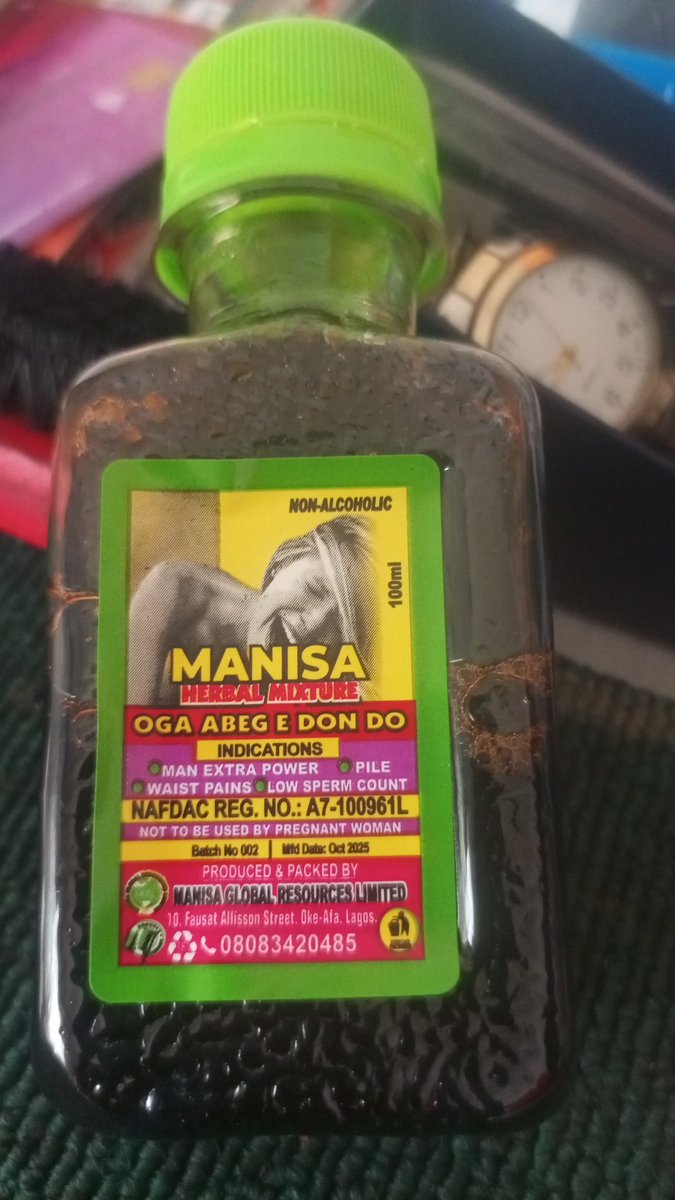 NON-ALCOHOLIC
100ml
MANISA
HERBAL MIXTURE
OGA ABEG E DON DO
INDICATIONS
MAN EXTRA POWER PILE
WAIST PAINS LOW SPERM COUNT
NAFDAC REG. NO.: A7-100961L
NOT TO BE USED BY PREGNANT WOMAN
Batch No 002 | Mfd Date: Oct 2025
PRODUCED & PACKED BY
MANISA GLOBAL RESOURCES LIMITED
10, Fausat Allisson Street, Oke-Afa, Lagos.
08083420485